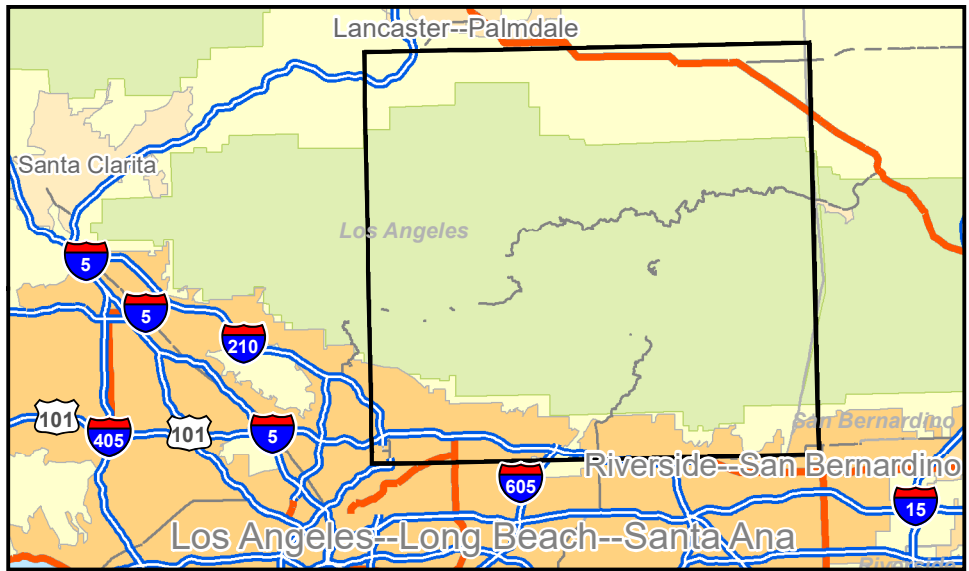 Lancaster--Palmdale
Santa Clarita
Los Angeles
5
5
210
101
405
101
5
San Bernardino
Riverside--San Bernardino
605
15
Los Angeles--Long Beach--Santa Ana
Riverside